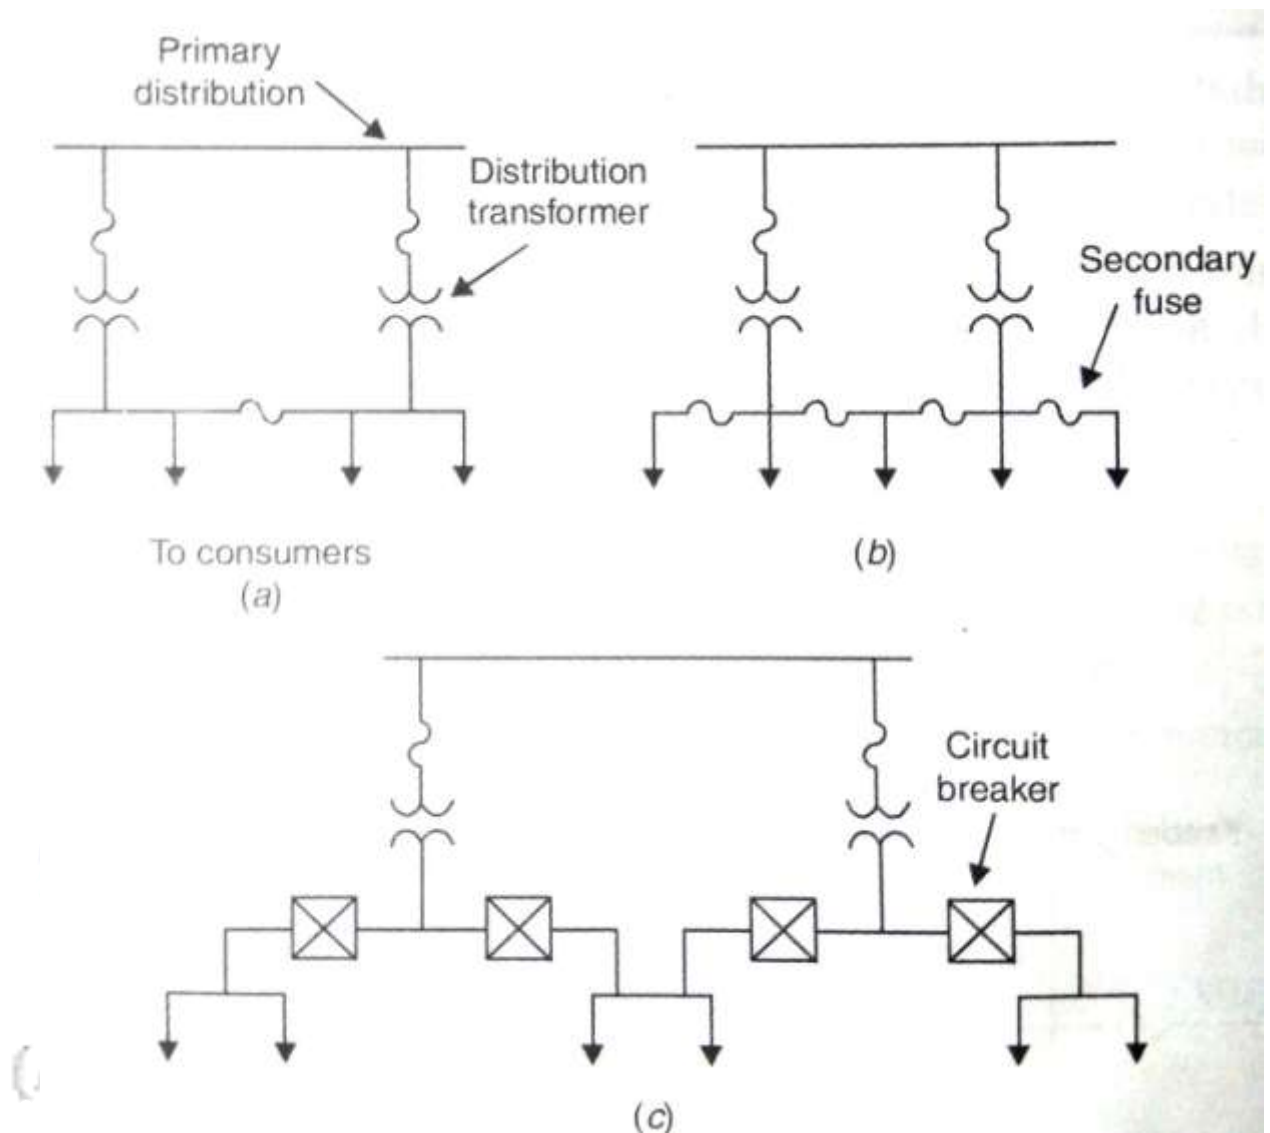 Primary
distribution
Distribution
transformer
Secondary
fuse
To consumers
(a)
(b)
Circuit
breaker
(c)